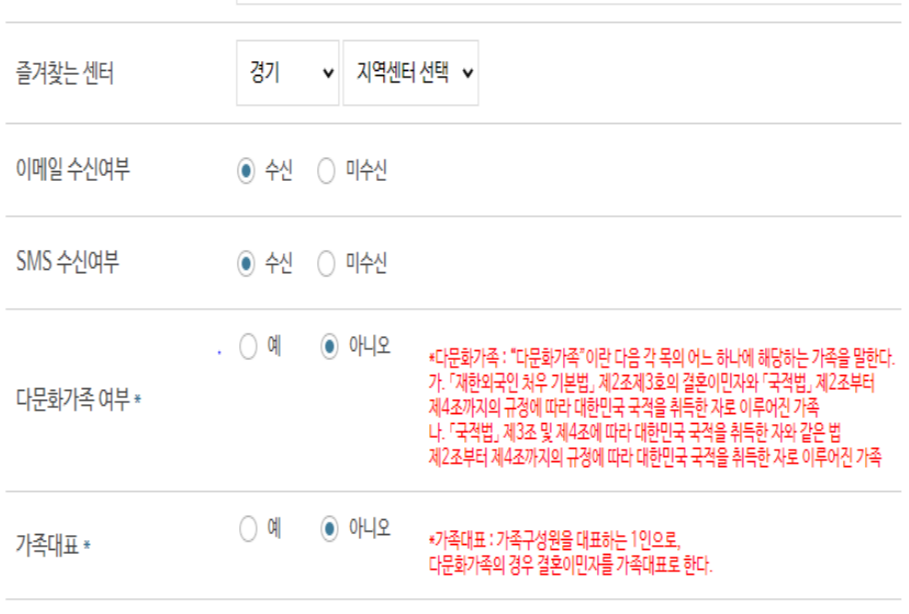 즐겨찾는 센터 경기 지역센터 선택
이메일 수신여부 수신 미수신
SMS 수신여부 수신 미수신
다문화가족 여부 * 예 아니오
*다문화가족 : “다문화가족”이란 다음 각 목의 어느 하나에 해당하는 가족을 말한다.
가. 「재한외국인 처우 기본법」 제2조제3호의 결혼이민자와 「국적법」 제2조부터
제4조까지의 규정에 따라 대한민국 국적을 취득한 자로 이루어진 가족
나. 「국적법」 제3조 및 제4조에 따라 대한민국 국적을 취득한 자와 같은 법
제2조부터 제4조까지의 규정에 따라 대한민국 국적을 취득한 자로 이루어진 가족
가족대표 * 예 아니오
*가족대표 : 가족구성원을 대표하는 1인으로,
다문화가족의 경우 결혼이민자를 가족대표로 한다.